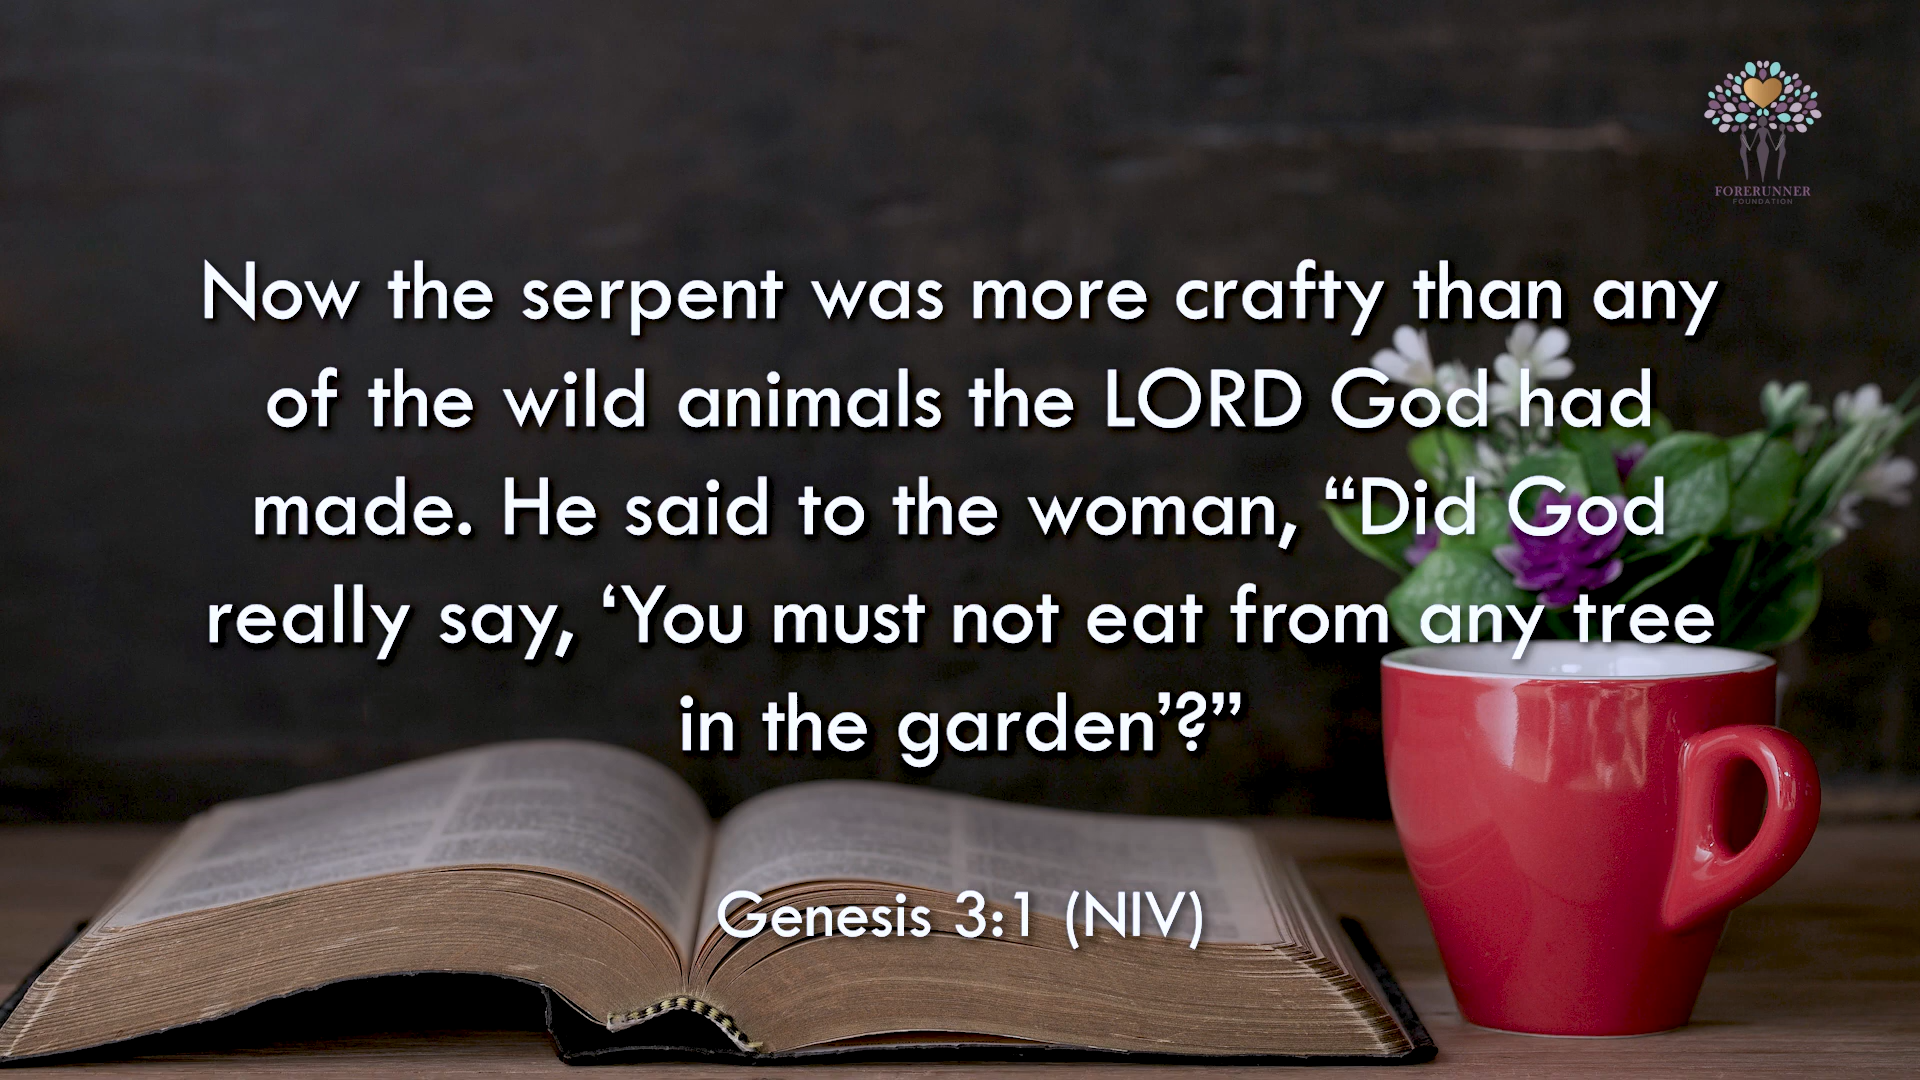 FORERUNNER
FOUNDATION
Now the serpent was more crafty than any
of the wild animals the LORD God had
made. He said to the woman, “Did God
really say, ‘You must not eat from any tree
in the garden’?”
Genesis 3:1 (NIV)